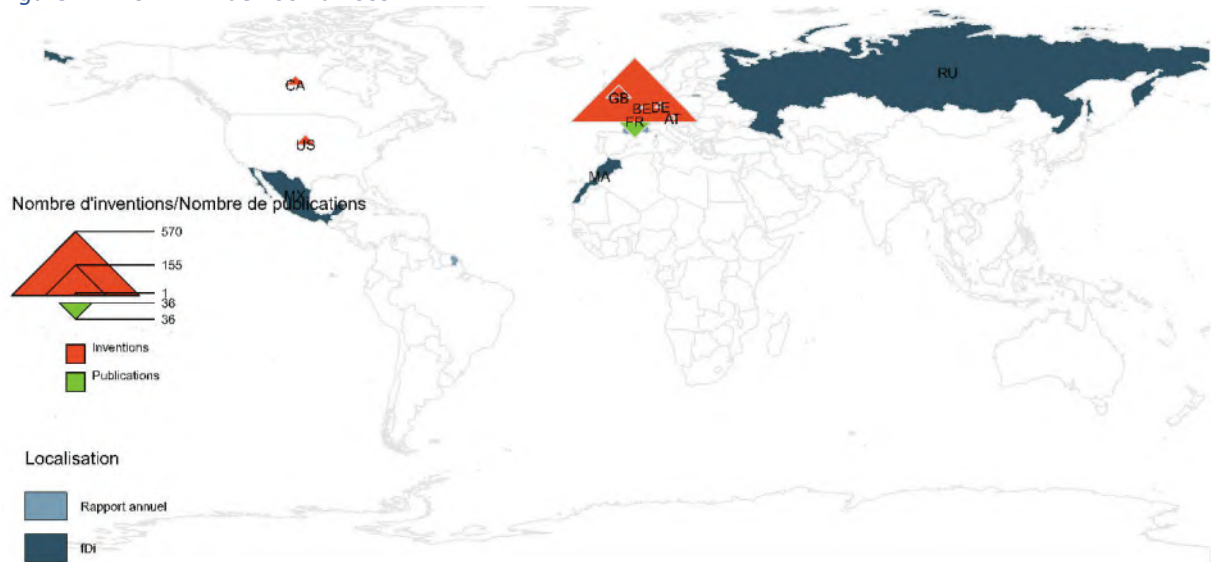 CA
GB
BE
DE
FR
AT
RU
US
MA
MX
Nombre d'inventions/Nombre de publications
570
155
1
36
36
Inventions
Publications
Localisation
Rapport annuel
fDi